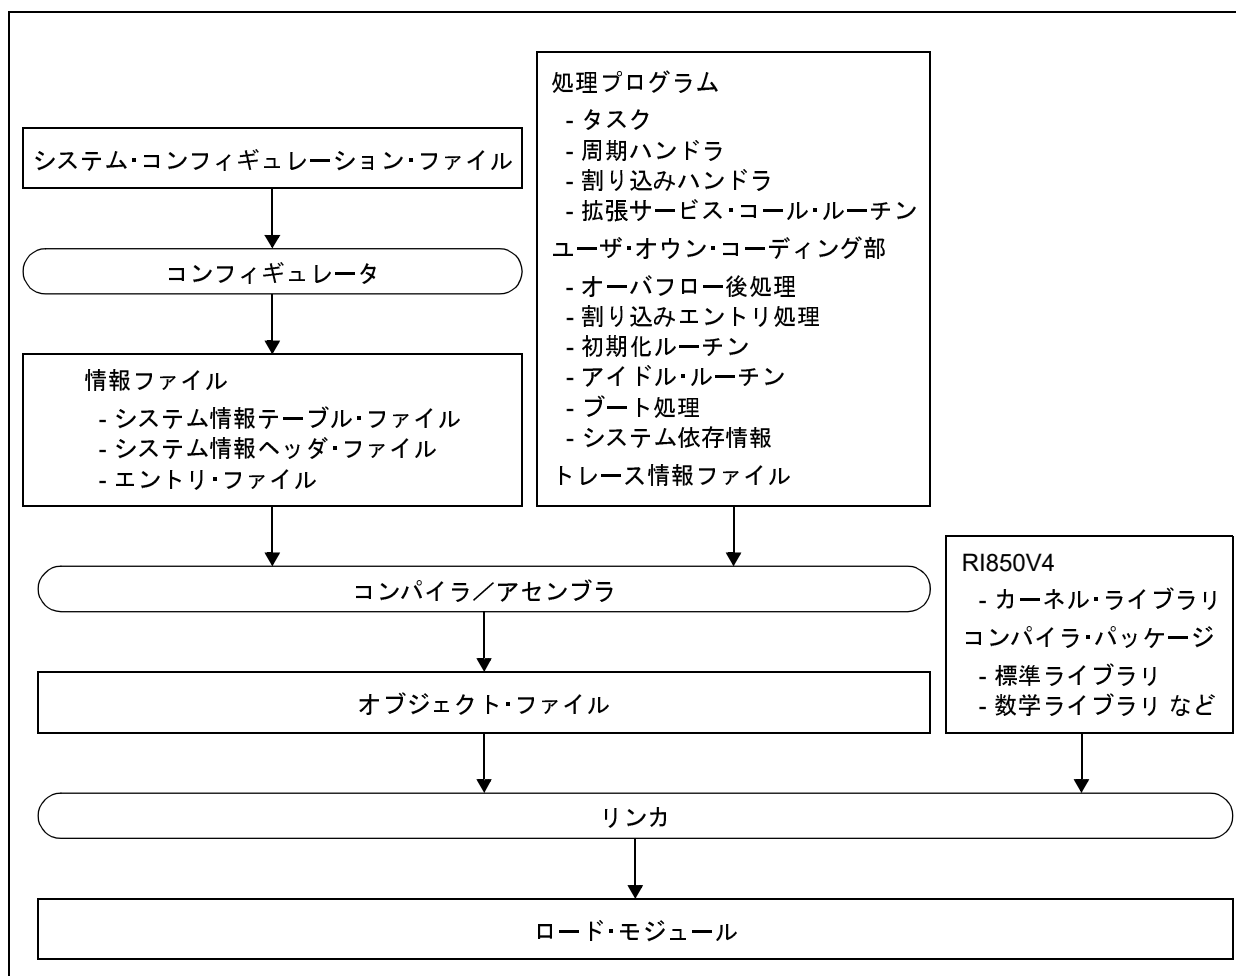 システム・コンフィギュレーション・ファイル
コンフィギュレータ
情報ファイル
- システム情報テーブル・ファイル
- システム情報ヘッダ・ファイル
- エントリ・ファイル
処理プログラム
- タスク
- 周期ハンドラ
- 割り込みハンドラ
- 拡張サービス・コール・ルーチン
ユーザ・オウン・コーディング部
- オーバフロー後処理
- 割り込みエントリ処理
- 初期化ルーチン
- アイドル・ルーチン
- ブート処理
- システム依存情報
トレース情報ファイル
コンパイラ／アセンブラ
オブジェクト・ファイル
RI850V4
- カーネル・ライブラリ
コンパイラ・パッケージ
- 標準ライブラリ
- 数学ライブラリ など
リンカ
ロード・モジュール